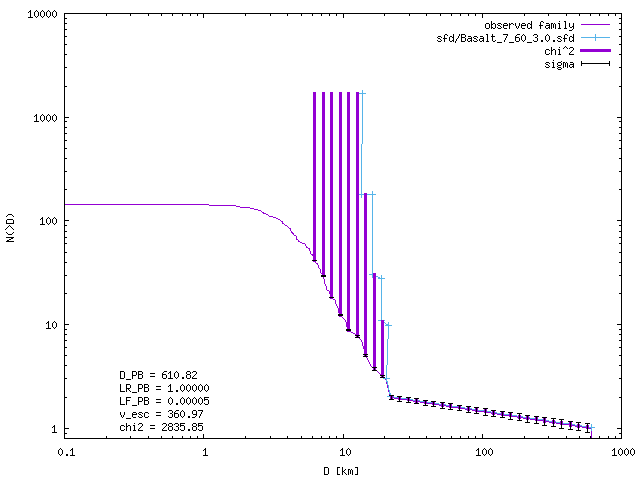 10000
observed family
sfd/Basalt_7_60_3.0.sfd
chi^2
sigma
1000
100
N(>D)
10
D_PB = 610.82
LR_PB = 1.00000
LF_PB = 0.00005
v_esc = 360.97
chi2 = 2835.85
1
0.1 1 10 100 1000
D [km]